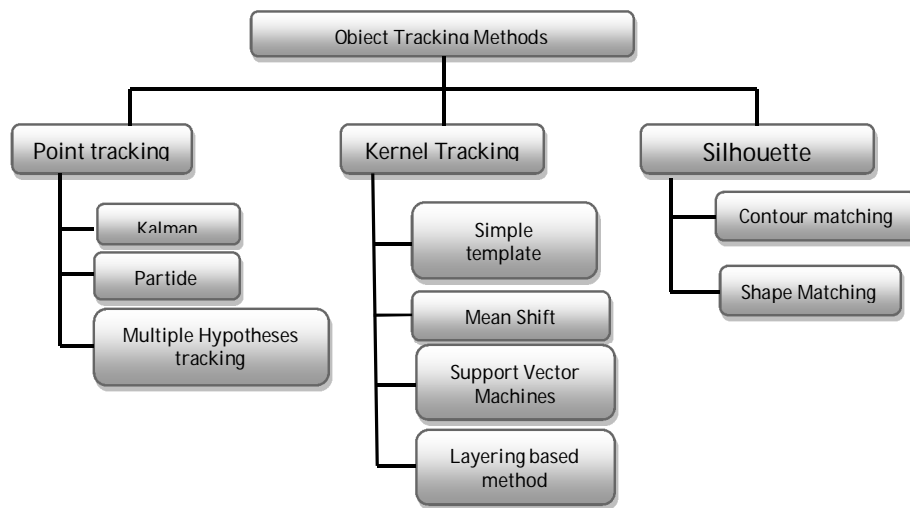 Object Tracking Methods
Point tracking
Kalman
Partide
Multiple Hypotheses
tracking
Kernel Tracking
Simple
template
Mean Shift
Support Vector
Machines
Layering based
method
Silhouette
Contour matching
Shape Matching